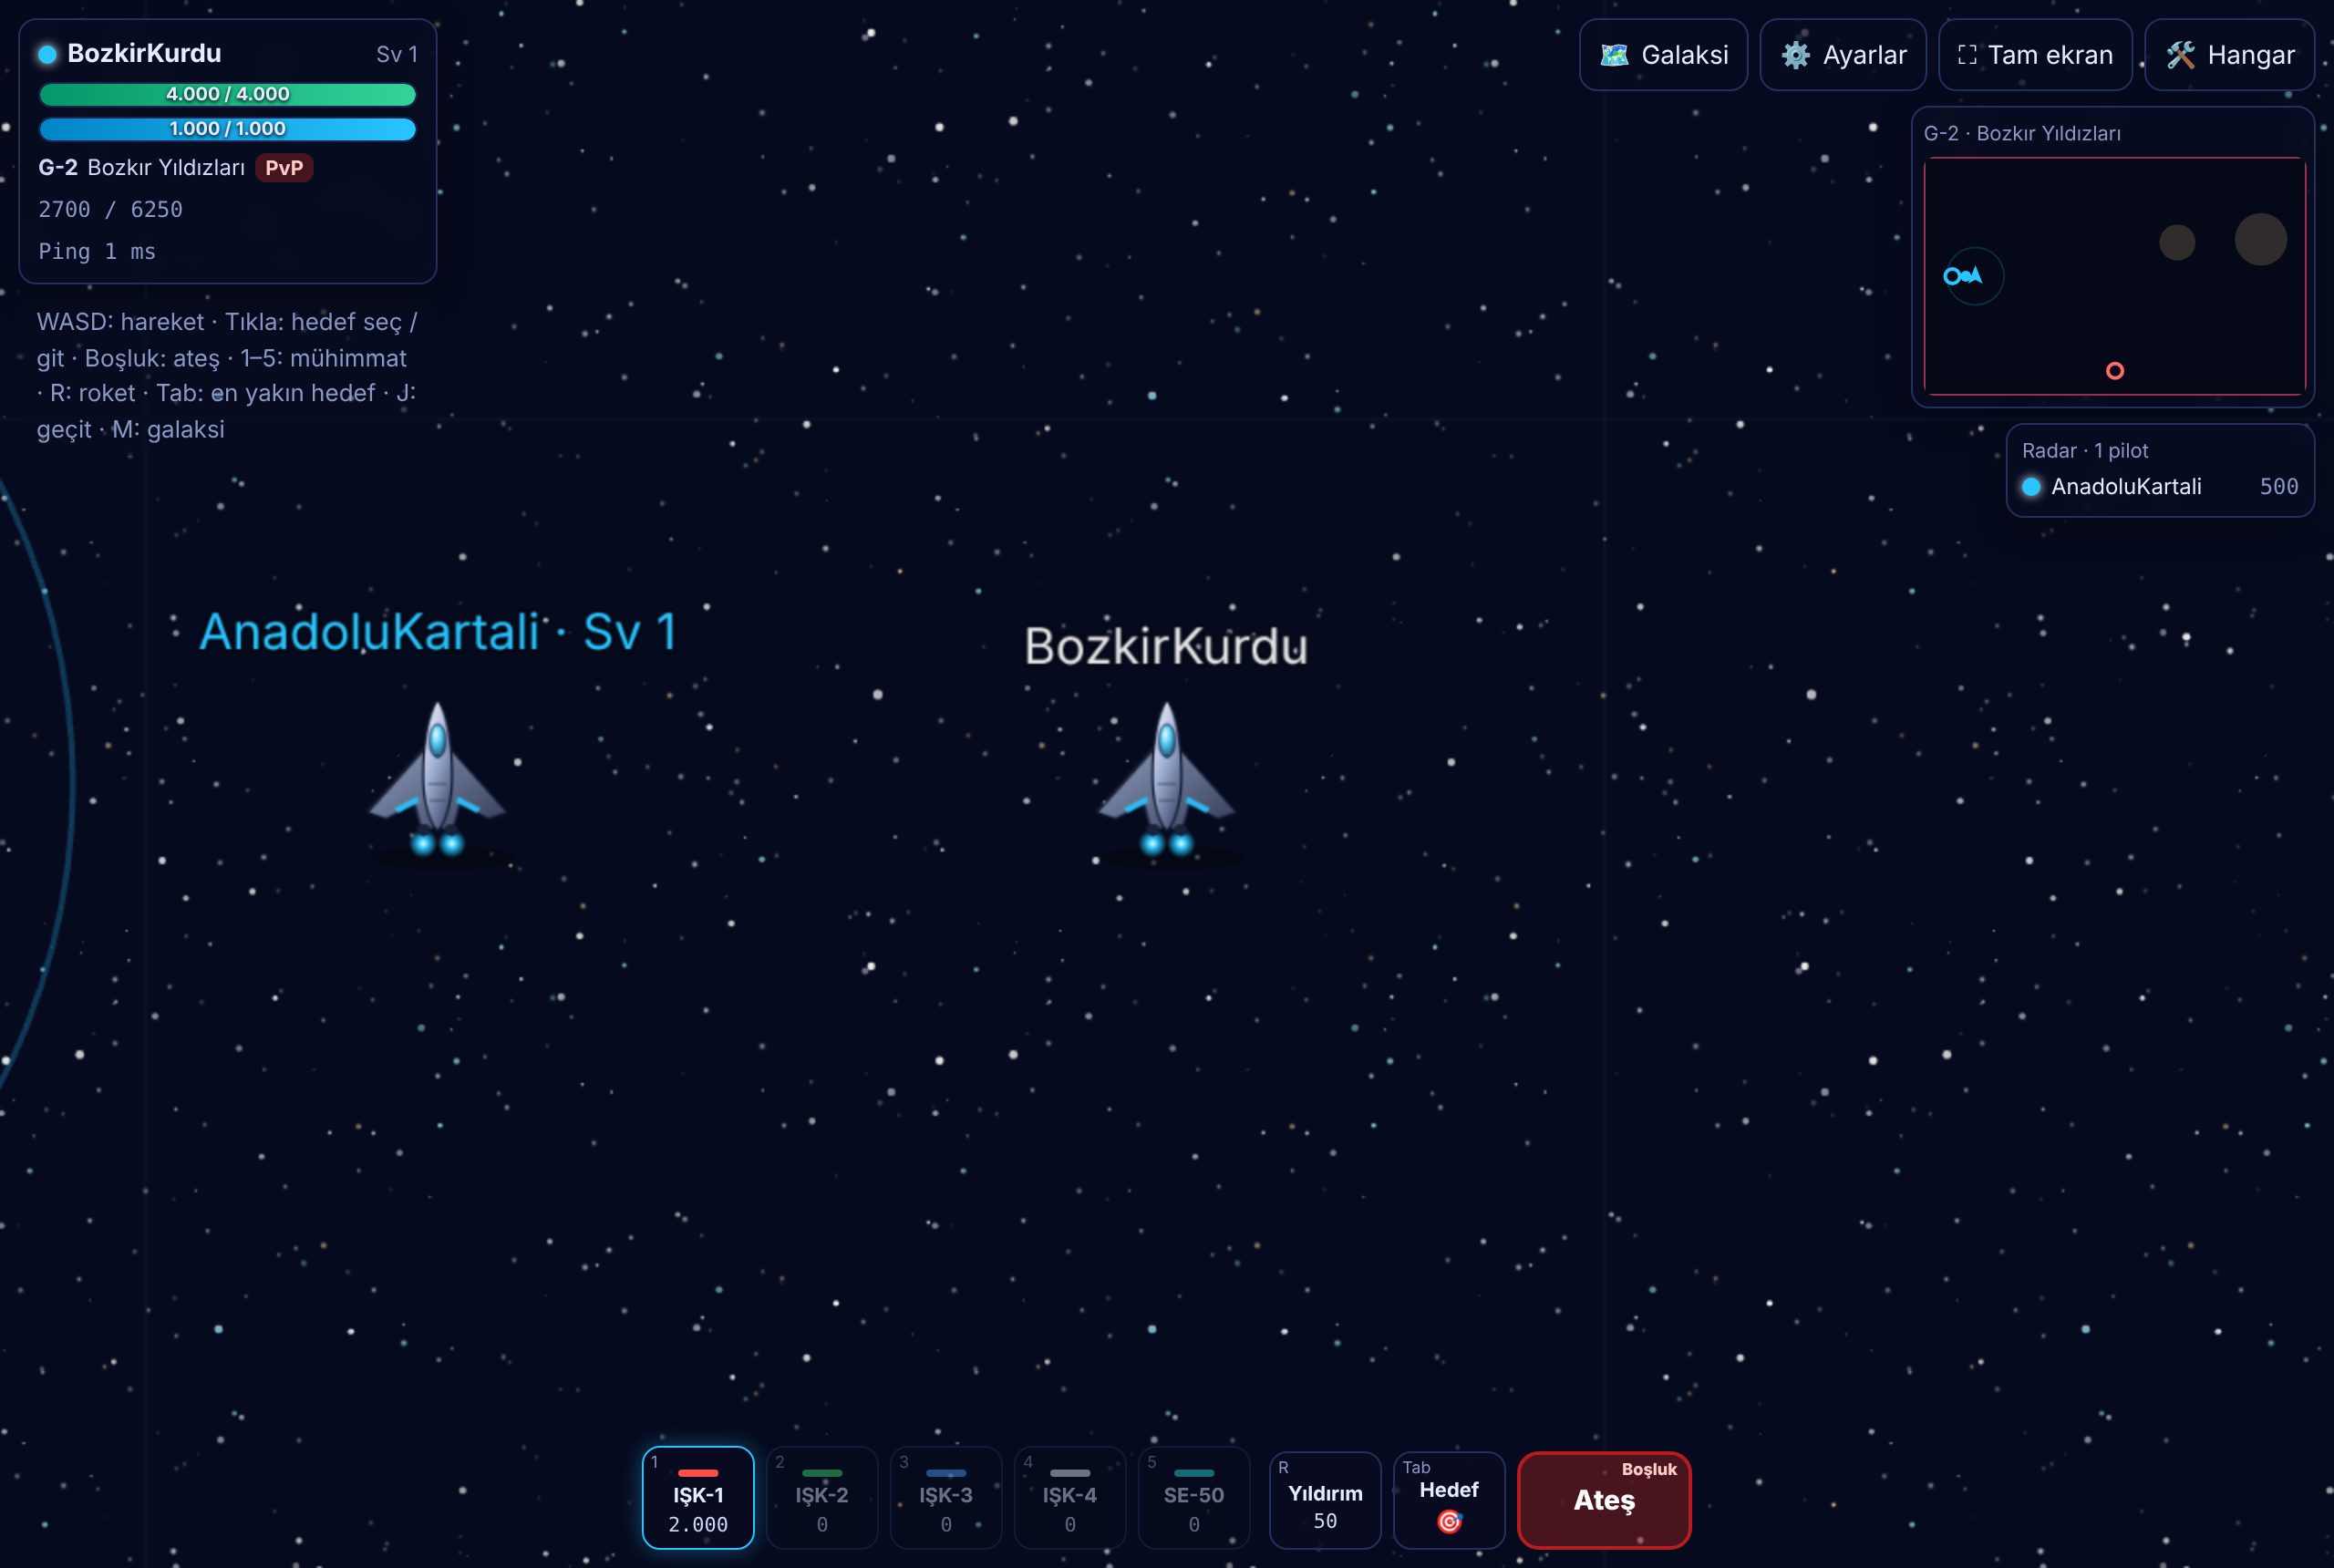 BozkirKurdu Sv 1
4.000 / 4.000
1.000 / 1.000
G-2 Bozkır Yıldızları PvP
2700 / 6250
Ping 1 ms
WASD: hareket · Tıkla: hedef seç /
git · Boşluk: ateş · 1–5: mühimmat
· R: roket · Tab: en yakın hedef · J:
geçit · M: galaksi
Galaksi
Ayarlar
Tam ekran
Hangar
G-2 · Bozkır Yıldızları
Radar · 1 pilot
AnadoluKartali 500
AnadoluKartali · Sv 1
BozkirKurdu
1
IŞK-1
2.000
2
IŞK-2
0
3
IŞK-3
0
4
IŞK-4
0
5
SE-50
0
R
Yıldırım
50
Tab
Hedef
Boşluk
Ateş